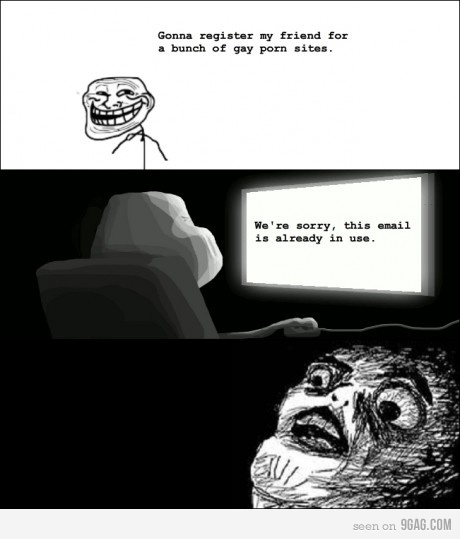 Gonna register my friend for
a bunch of gay porn sites.
We're sorry, this email
is already in use.
seen on 9GAG.COM